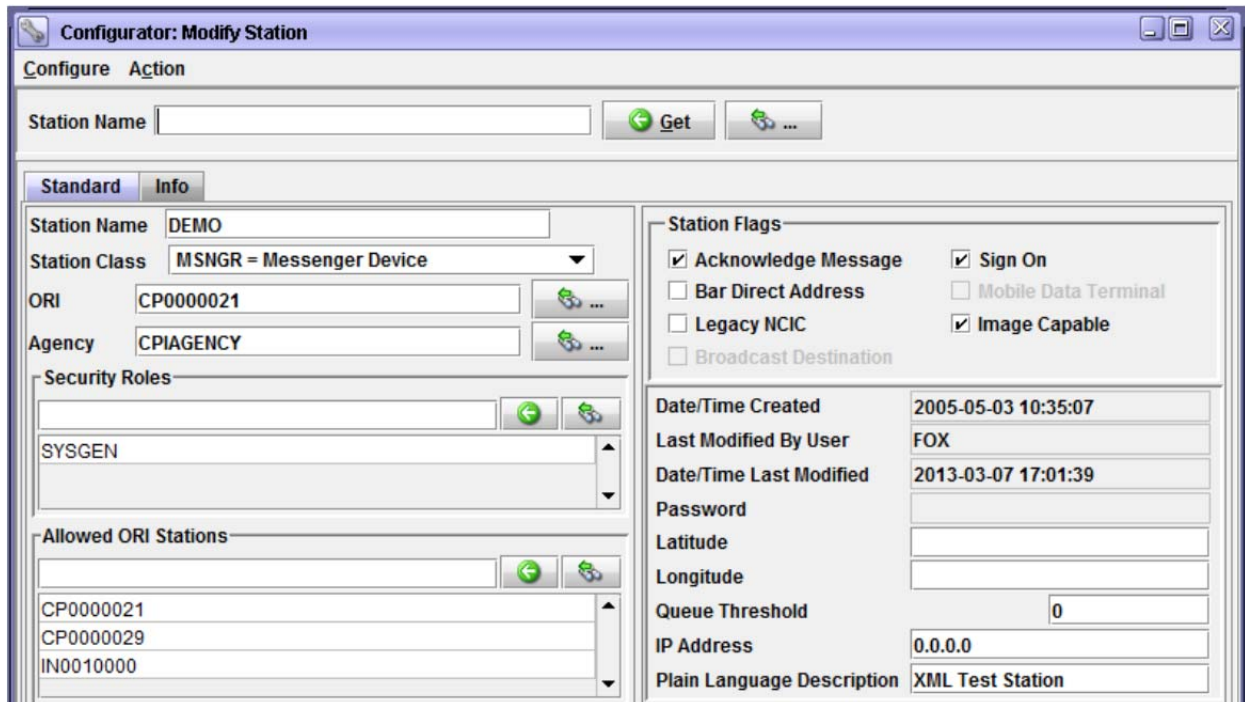 Configurator: Modify Station
Configure Action
Station Name
Get
...
Standard
Info
Station Name DEMO
Station Class MSNGR = Messenger Device
ORI CP0000021 ...
Agency CPIAGENCY ...
Security Roles
SYSGEN
Allowed ORI Stations
CP0000021
CP0000029
IN0010000
Station Flags
Acknowledge Message
Sign On
Bar Direct Address
Mobile Data Terminal
Legacy NCIC
Image Capable
Broadcast Destination
Date/Time Created 2005-05-03 10:35:07
Last Modified By User FOX
Date/Time Last Modified 2013-03-07 17:01:39
Password
Latitude
Longitude
Queue Threshold 0
IP Address 0.0.0.0
Plain Language Description XML Test Station